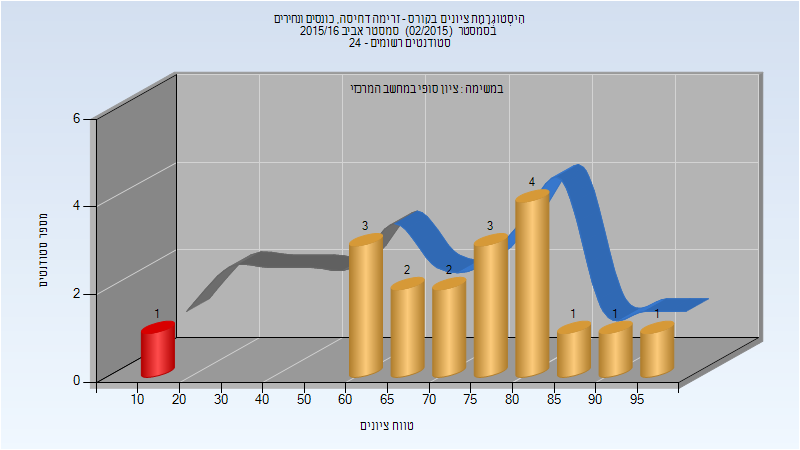 הִיסְטוֹגְרַמַת ציונים בקורס - זרימה דחיסה, כונסים ונחירים
בסמסטר (02/2015) סמסטר אביב 2015/16
סטודנטים רשומים - 24
במשימה : ציון סופי במחשב המרכזי
מספר סטודנטים
6
4
2
0
1 3 2 2 3 4 1 1 1
10 20 30 40 50 60 65 70 75 80 85 90 95
טווח ציונים